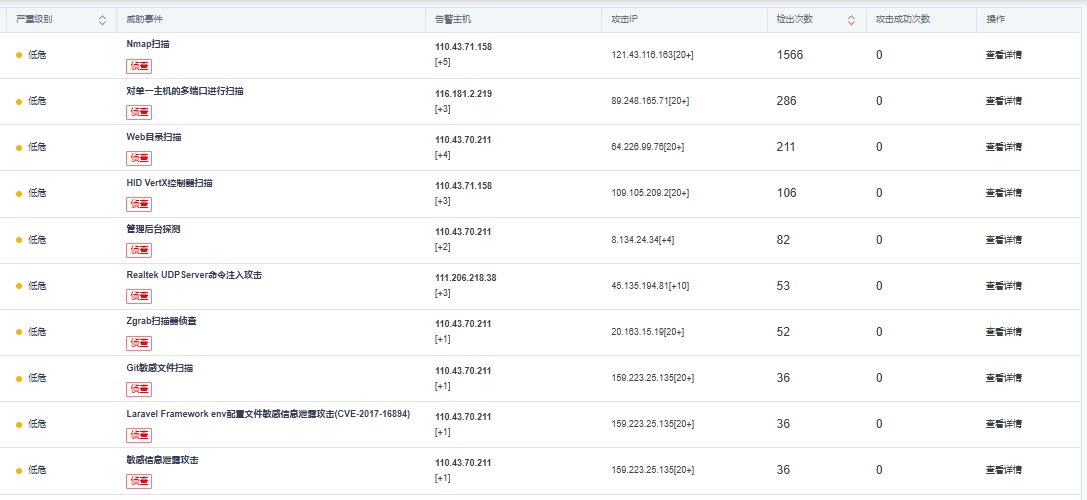 严重级别 威胁事件 告警主机 攻击IP 检出次数 攻击成功次数 操作
低危 Nmap扫描 110.43.71.158 121.43.116.163[20+] 1566 0 查看详情
侦查 [+5]
低危 对单一主机的多端口进行扫描 116.181.2.219 89.248.165.71[20+] 286 0 查看详情
侦查 [+3]
低危 Web目录扫描 110.43.70.211 64.226.99.76[20+] 211 0 查看详情
侦查 [+4]
低危 HID VertX控制器扫描 110.43.71.158 109.105.209.2[20+] 106 0 查看详情
侦查 [+3]
低危 管理后台探测 110.43.70.211 8.134.24.34[+4] 82 0 查看详情
侦查 [+2]
低危 Realtek UDPServer命令注入攻击 111.206.218.38 45.135.194.81[+10] 53 0 查看详情
侦查 [+3]
低危 Zgrab扫描器侦查 110.43.70.211 20.163.15.19[20+] 52 0 查看详情
侦查 [+1]
低危 Git敏感文件扫描 110.43.70.211 159.223.25.135[20+] 36 0 查看详情
侦查 [+1]
低危 Laravel Framework env配置文件敏感信息泄露攻击(CVE-2017-16894) 110.43.70.211 159.223.25.135[20+] 36 0 查看详情
侦查 [+1]
低危 敏感信息泄露攻击 110.43.70.211 159.223.25.135[20+] 36 0 查看详情
侦查 [+1]